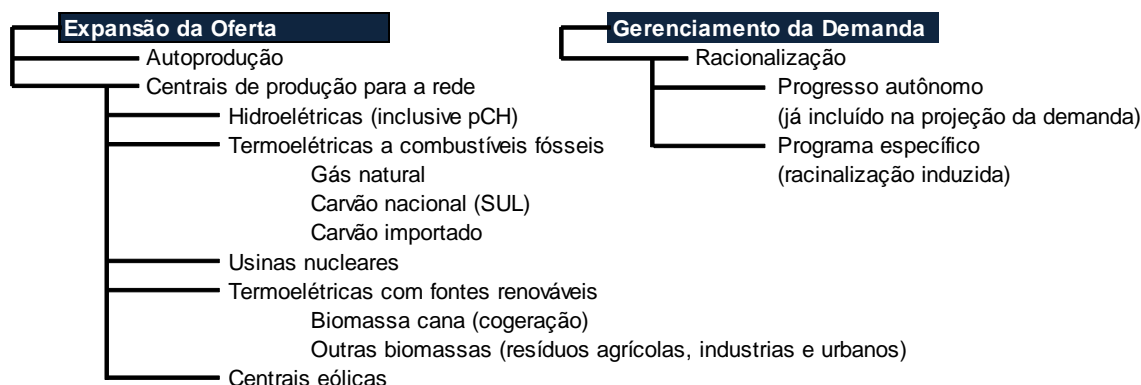 Expansão da Oferta
Autoprodução
Centrais de produção para a rede
Hidroelétricas (inclusive pCH)
Termoelétricas a combustíveis fósseis
Gás natural
Carvão nacional (SUL)
Carvão importado
Usinas nucleares
Termoelétricas com fontes renováveis
Biomassa cana (cogeração)
Outras biomassas (resíduos agrícolas, industrias e urbanos)
Centrais eólicas
Gerenciamento da Demanda
Racionalização
Progresso autônomo
(já incluído na projeção da demanda)
Programa específico
(racinalização induzida)